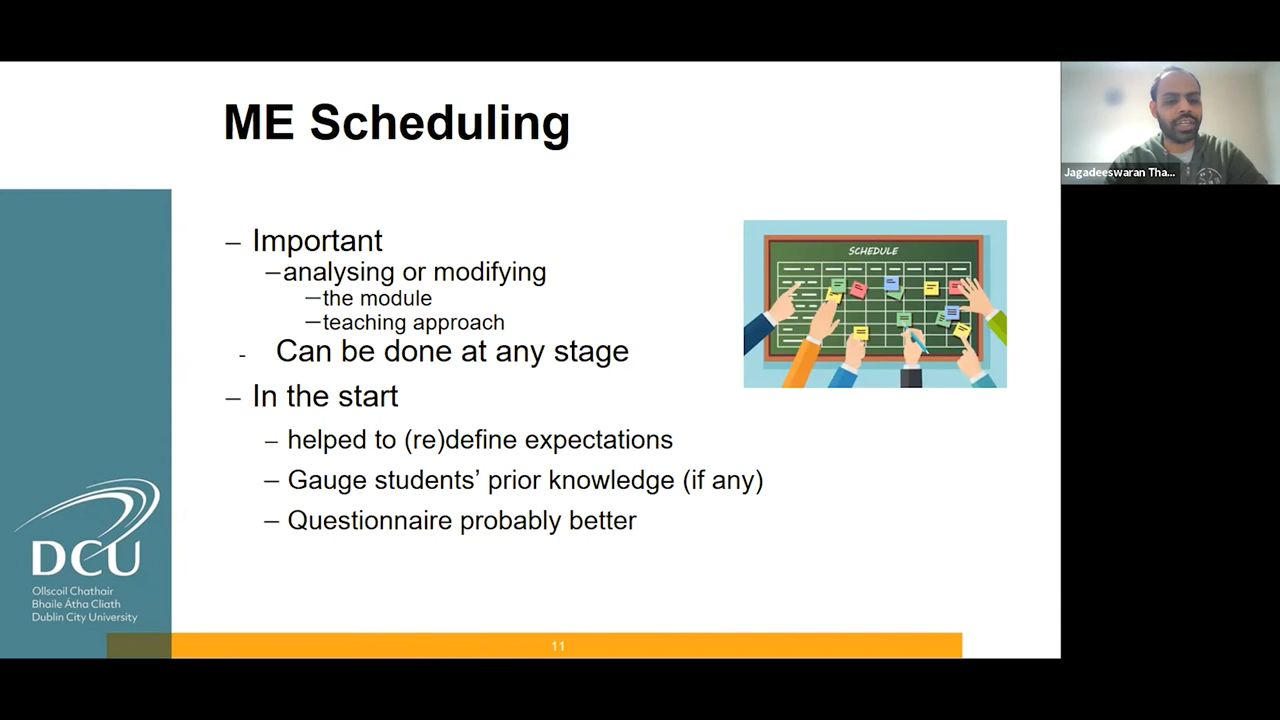 ME Scheduling
Jagadeeswaran Tha...
– Important
–analysing or modifying
–the module
–teaching approach
- Can be done at any stage
– In the start
– helped to (re)define expectations
– Gauge students’ prior knowledge (if any)
– Questionnaire probably better
SCHEDULE
DCU
Ollscoil Chathair
Bhaile Átha Cliath
Dublin City University
11